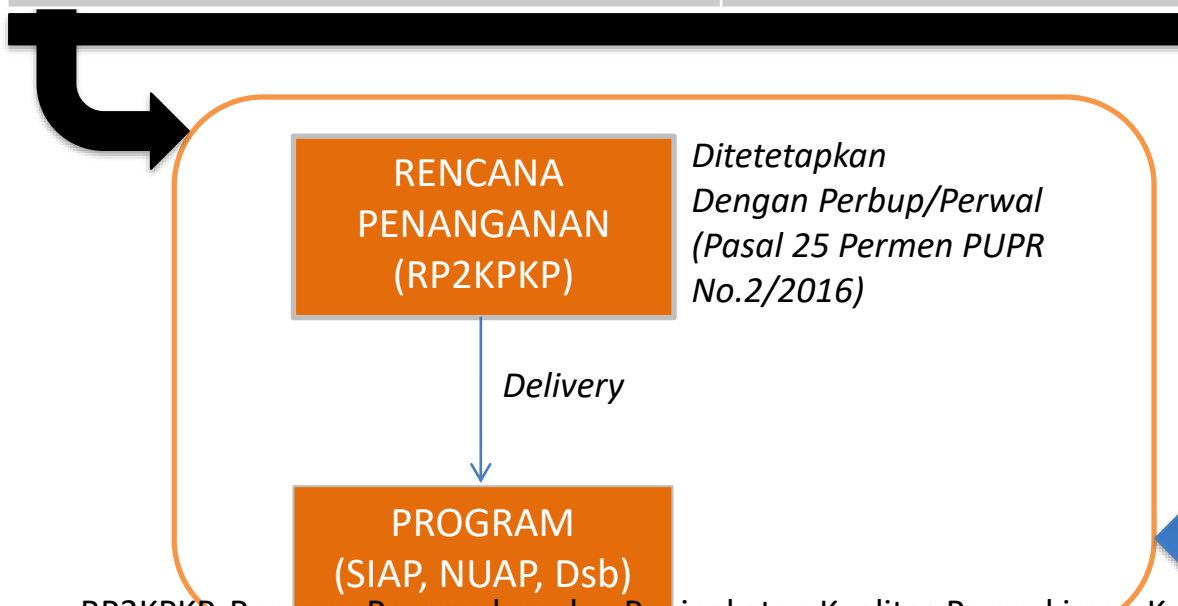 RENCANA
PENANGANAN
(RP2KPKP)
Ditetetapkan
Dengan Perbup/Perwal
(Pasal 25 Permen PUPR
No.2/2016)
Delivery
PROGRAM
(SIAP, NUAP, Dsb)
RP2KPKP